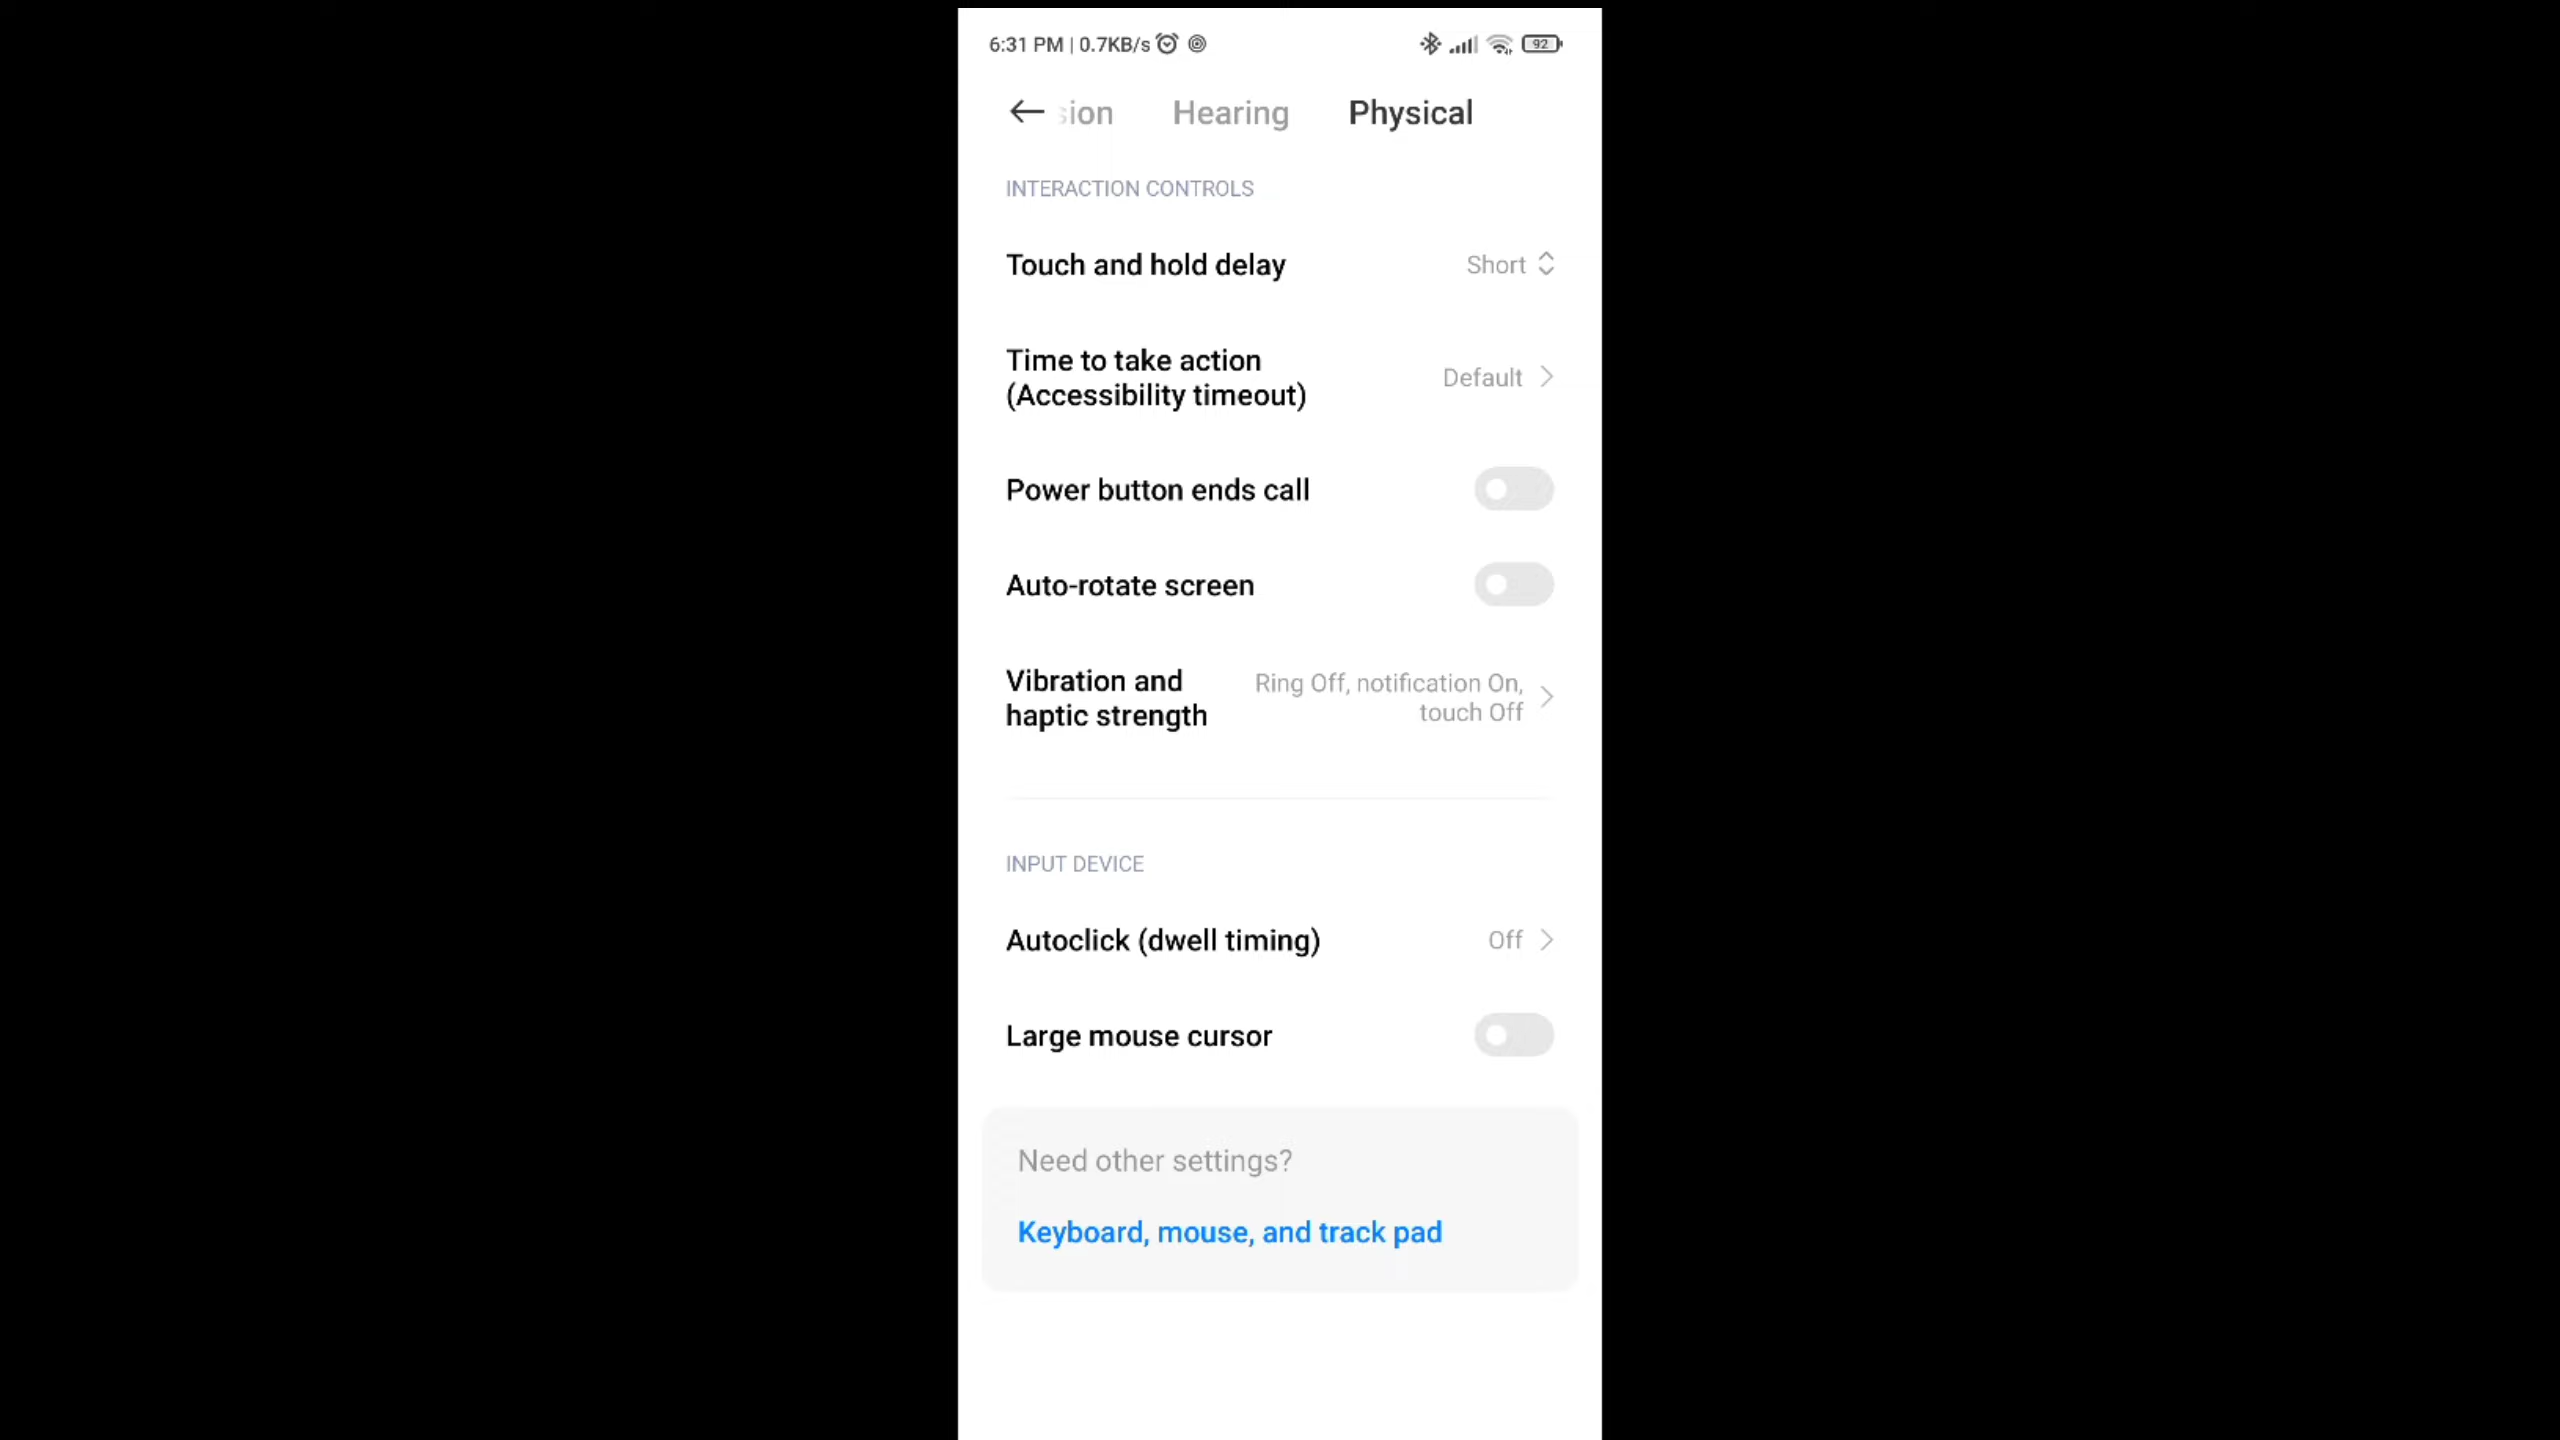 6:31 PM | 0.7KB/s
92
sion Hearing Physical
INTERACTION CONTROLS
Touch and hold delay Short
Time to take action
(Accessibility timeout) Default
Power button ends call
Auto-rotate screen
Vibration and
haptic strength
Ring Off, notification On,
touch Off
INPUT DEVICE
Autoclick (dwell timing) Off
Large mouse cursor
Need other settings?
Keyboard, mouse, and track pad